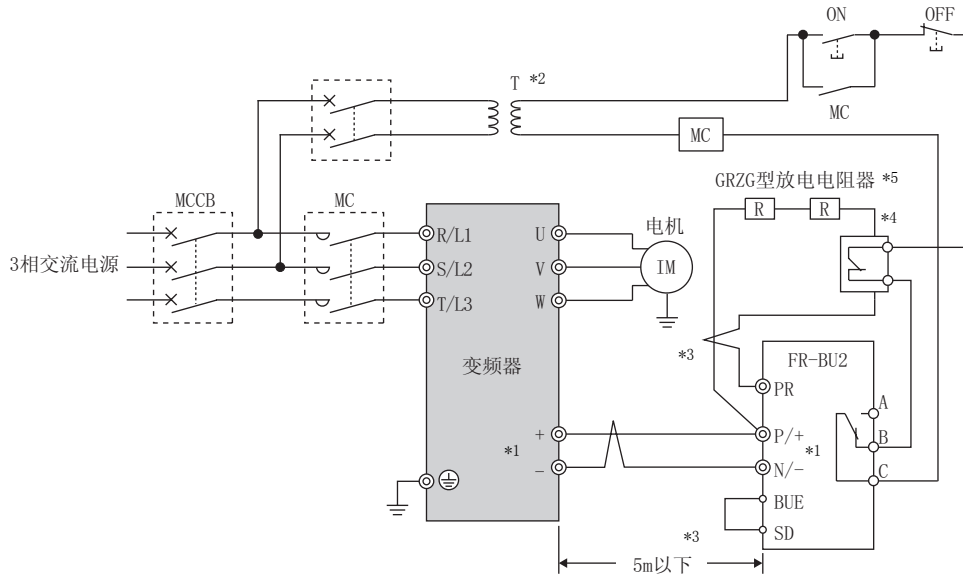 ON
OFF
T *2
MC
MC
GRZG型放电电阻器 *5
R
R
*4
MCCB
MC
3相交流电源
R/L1
S/L2
T/L3
U
V
W
电机
IM
变频器
*3
FR-BU2
PR
A
P/+
*1
B
N/-
C
BUE
SD
+
*1
-
*3
5m以下